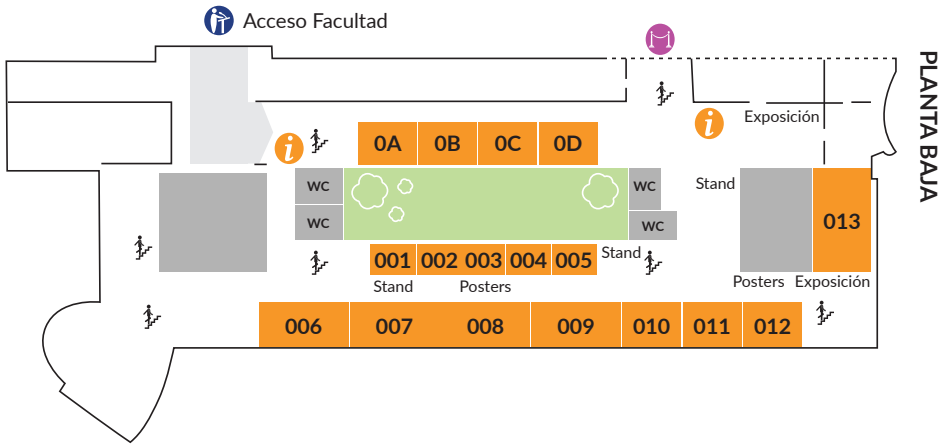 Acceso Facultad
PLANTA BAJA
i
Exposición
i
0A 0B 0C 0D
WC
WC
WC
WC
Stand
013
001 002 003 004 005
Stand
Stand
Posters
Posters
Exposición
006 007 008 009 010 011 012